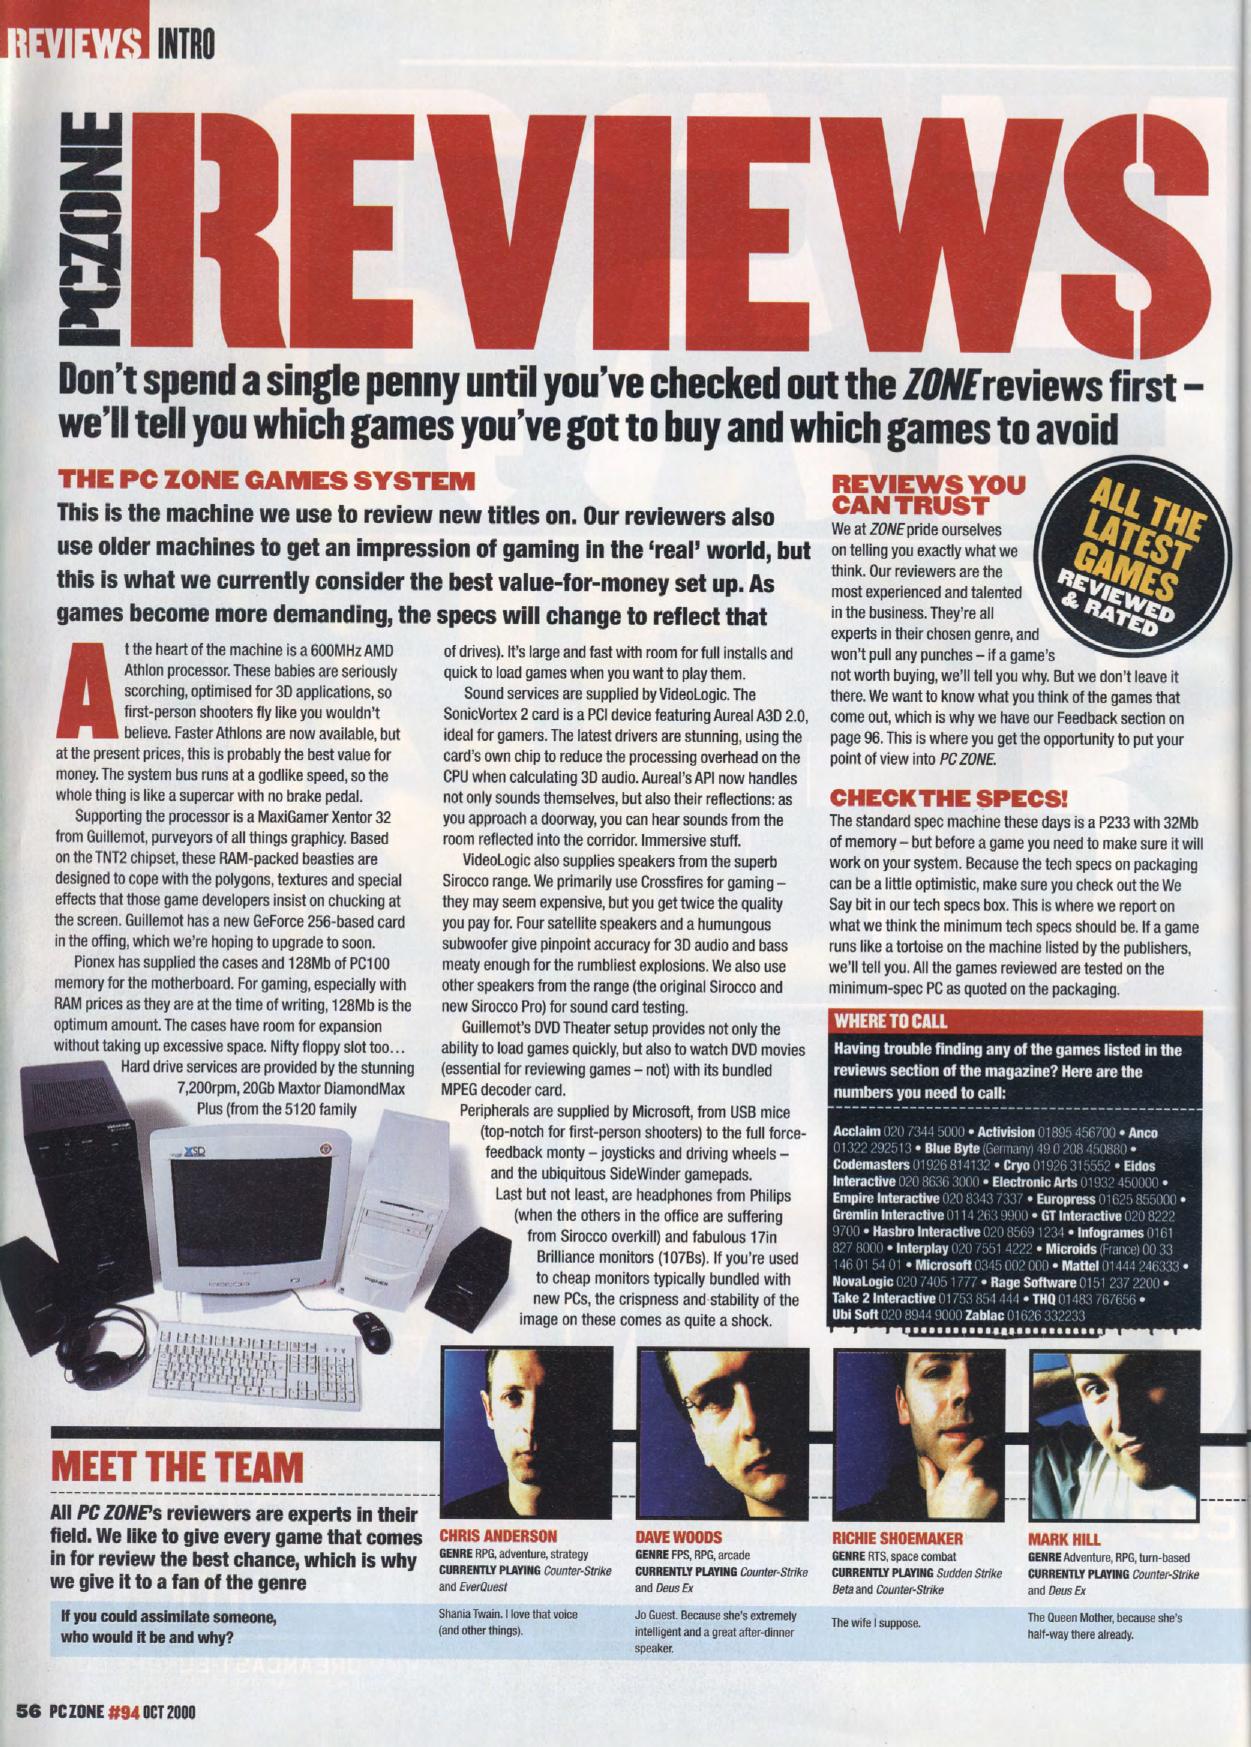 REVIEWS INTRO
PCZONE
REVIEWS
Don't spend a single penny until you've checked out the ZONE reviews first –
we'll tell you which games you've got to buy and which games to avoid
THE PC ZONE GAMES SYSTEM
This is the machine we use to review new titles on. Our reviewers also
use older machines to get an impression of gaming in the 'real' world, but
this is what we currently consider the best value-for-money set up. As
games become more demanding, the specs will change to reflect that
At the heart of the machine is a 600MHz AMD
Athlon processor. These babies are seriously
scorching, optimised for 3D applications, so
first-person shooters fly like you wouldn't
believe. Faster Athlons are now available, but
at the present prices, this is probably the best value for
money. The system bus runs at a godlike speed, so the
whole thing is like a supercar with no brake pedal.
Supporting the processor is a MaxiGamer Xentor 32
from Guillemot, purveyors of all things graphicy. Based
on the TNT2 chipset, these RAM-packed beasties are
designed to cope with the polygons, textures and special
effects that those game developers insist on chucking at
the screen. Guillemot has a new GeForce 256-based card
in the offing, which we're hoping to upgrade to soon.
Pionex has supplied the cases and 128Mb of PC100
memory for the motherboard. For gaming, especially with
RAM prices as they are at the time of writing, 128Mb is the
optimum amount. The cases have room for expansion
without taking up excessive space. Nifty floppy slot too...
Hard drive services are provided by the stunning
7,200rpm, 20Gb Maxtor DiamondMax
Plus (from the 5120 family
of drives). It's large and fast with room for full installs and
quick to load games when you want to play them.
Sound services are supplied by VideoLogic. The
SonicVortex 2 card is a PCI device featuring Aureal A3D 2.0,
ideal for gamers. The latest drivers are stunning, using the
card's own chip to reduce the processing overhead on the
CPU when calculating 3D audio. Aureal's API now handles
not only sounds themselves, but also their reflections: as
you approach a doorway, you can hear sounds from the
room reflected into the corridor. Immersive stuff.
VideoLogic also supplies speakers from the superb
Sirocco range. We primarily use Crossfires for gaming –
they may seem expensive, but you get twice the quality
you pay for. Four satellite speakers and a humungous
subwoofer give pinpoint accuracy for 3D audio and bass
meaty enough for the rumbliest explosions. We also use
other speakers from the range (the original Sirocco and
new Sirocco Pro) for sound card testing.
Guillemot's DVD Theater setup provides not only the
ability to load games quickly, but also to watch DVD movies
(essential for reviewing games – not) with its bundled
MPEG decoder card.
Peripherals are supplied by Microsoft, from USB mice
(top-notch for first-person shooters) to the full force-
feedback monty – joysticks and driving wheels –
and the ubiquitous SideWinder gamepads.
Last but not least, are headphones from Philips
(when the others in the office are suffering
from Sirocco overkill) and fabulous 17in
Brilliance monitors (107Bs). If you're used
to cheap monitors typically bundled with
new PCs, the crispness and stability of the
image on these comes as quite a shock.
REVIEWS YOU
CAN TRUST
We at ZONE pride ourselves
on telling you exactly what we
think. Our reviewers are the
most experienced and talented
in the business. They're all
experts in their chosen genre, and
won't pull any punches – if a game's
not worth buying, we'll tell you why. But we don't leave it
there. We want to know what you think of the games that
come out, which is why we have our Feedback section on
page 96. This is where you get the opportunity to put your
point of view into PC ZONE.
ALL THE
LATEST
GAMES
REVIEWED
& RATED
CHECK THE SPECS!
The standard spec machine these days is a P233 with 32Mb
of memory – but before a game you need to make sure it will
work on your system. Because the tech specs on packaging
can be a little optimistic, make sure you check out the We
Say bit in our tech specs box. This is where we report on
what we think the minimum tech specs should be. If a game
runs like a tortoise on the machine listed by the publishers,
we'll tell you. All the games reviewed are tested on the
minimum-spec PC as quoted on the packaging.
WHERE TO CALL
Having trouble finding any of the games listed in the
reviews section of the magazine? Here are the
numbers you need to call:
Acclaim 020 7344 5000 • Activision 01895 456700 • Anco
01322 292513 • Blue Byte (Germany) 49 0 208 450880 •
Codemasters 01926 814132 • Cryo 01926 315552 • Eidos
Interactive 020 8636 3000 • Electronic Arts 01932 450000 •
Empire Interactive 020 8343 7337 • Europress 01625 855000 •
Gremlin Interactive 0114 263 9900 • GT Interactive 020 8222
9700 • Hasbro Interactive 020 8569 1234 • Infogrames 0161
827 8000 • Interplay 020 7551 4222 • Microids (France) 00 33
146 01 54 01 • Microsoft 0345 002 000 • Mattel 01444 246333 •
NovaLogic 020 7405 1777 • Rage Software 0151 237 2200 •
Take 2 Interactive 01753 854 444 • THQ 01483 767656 •
Ubi Soft 020 8944 9000 Zablac 01626 332233
XSD
MEET THE TEAM
All PC ZONE's reviewers are experts in their
field. We like to give every game that comes
in for review the best chance, which is why
we give it to a fan of the genre
If you could assimilate someone,
who would it be and why?
CHRIS ANDERSON
GENRE RPG, adventure, strategy
CURRENTLY PLAYING Counter-Strike
and EverQuest
Shania Twain. I love that voice
(and other things).
DAVE WOODS
GENRE FPS, RPG, arcade
CURRENTLY PLAYING Counter-Strike
and Deus Ex
Jo Guest. Because she's extremely
intelligent and a great after-dinner
speaker.
RICHIE SHOEMAKER
GENRE RTS, space combat
CURRENTLY PLAYING Sudden Strike
Beta and Counter-Strike
The wife I suppose.
MARK HILL
GENRE Adventure, RPG, turn-based
CURRENTLY PLAYING Counter-Strike
and Deus Ex
The Queen Mother, because she's
half-way there already.
56 PCZONE #94 OCT 2000